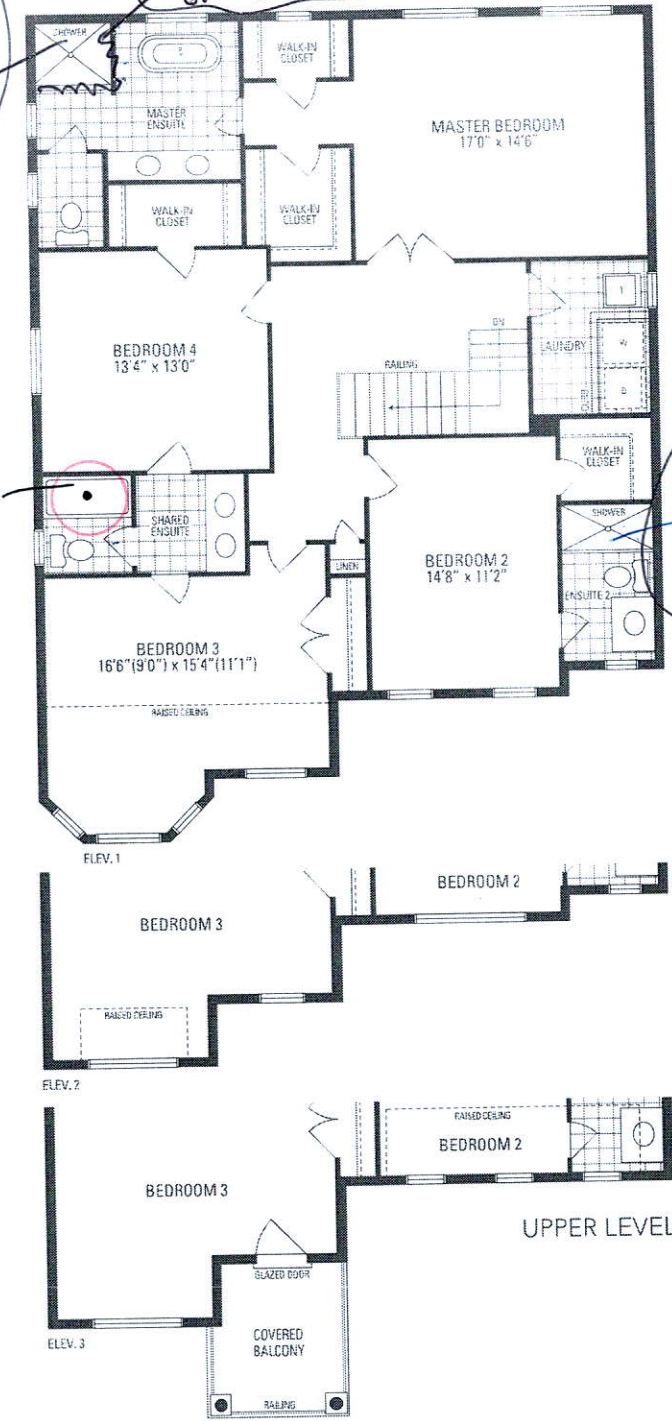 SHOWER
WALK-IN
CLOSET
MASTER
ENSUITE
MASTER BEDROOM
17'0" x 14'6"
WALK-IN
CLOSET
WALK-IN
CLOSET
BEDROOM 4
13'4" x 13'0"
DN
RAILING
LAUNDRY
T
W
D
CURB
WALK-IN
CLOSET
SHARED
ENSUITE
LINEN
BEDROOM 2
14'8" x 11'2"
SHOWER
ENSUITE 2
BEDROOM 3
16'6"(9'0") x 15'4"(11'1")
RAISED CEILING
ELEV. 1
BEDROOM 2
BEDROOM 3
RAISED CEILING
ELEV. 2
RAISED CEILING
BEDROOM 2
BEDROOM 3
UPPER LEVEL
GLAZED DOOR
ELEV. 3
COVERED
BALCONY
RAILING